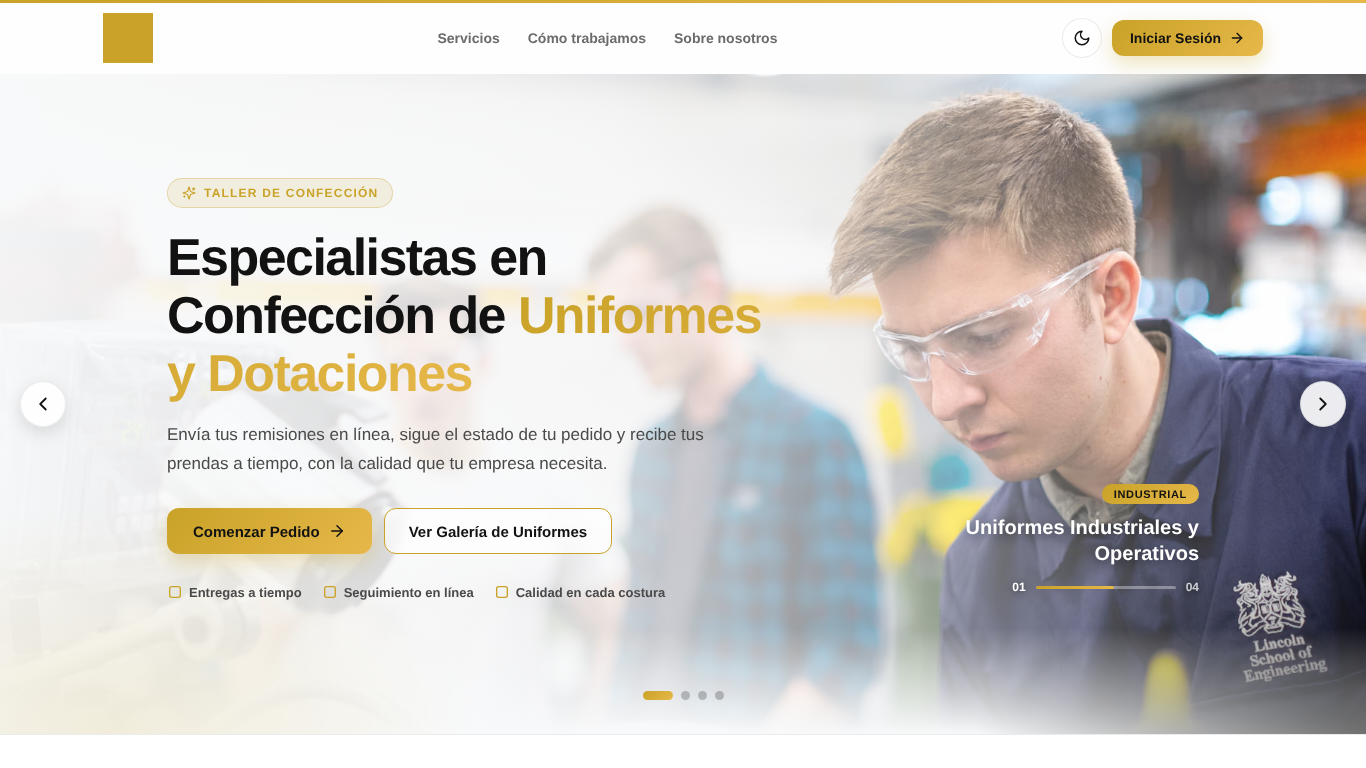 Servicios
Cómo trabajamos
Sobre nosotros
Iniciar Sesión
TALLER DE CONFECCIÓN
Especialistas en
Confección de Uniformes
y Dotaciones
Envía tus remisiones en línea, sigue el estado de tu pedido y recibe tus
prendas a tiempo, con la calidad que tu empresa necesita.
Comenzar Pedido
Ver Galería de Uniformes
Entregas a tiempo
Seguimiento en línea
Calidad en cada costura
INDUSTRIAL
Uniformes Industriales y
Operativos
01
04
Lincoln
School of
Engineering